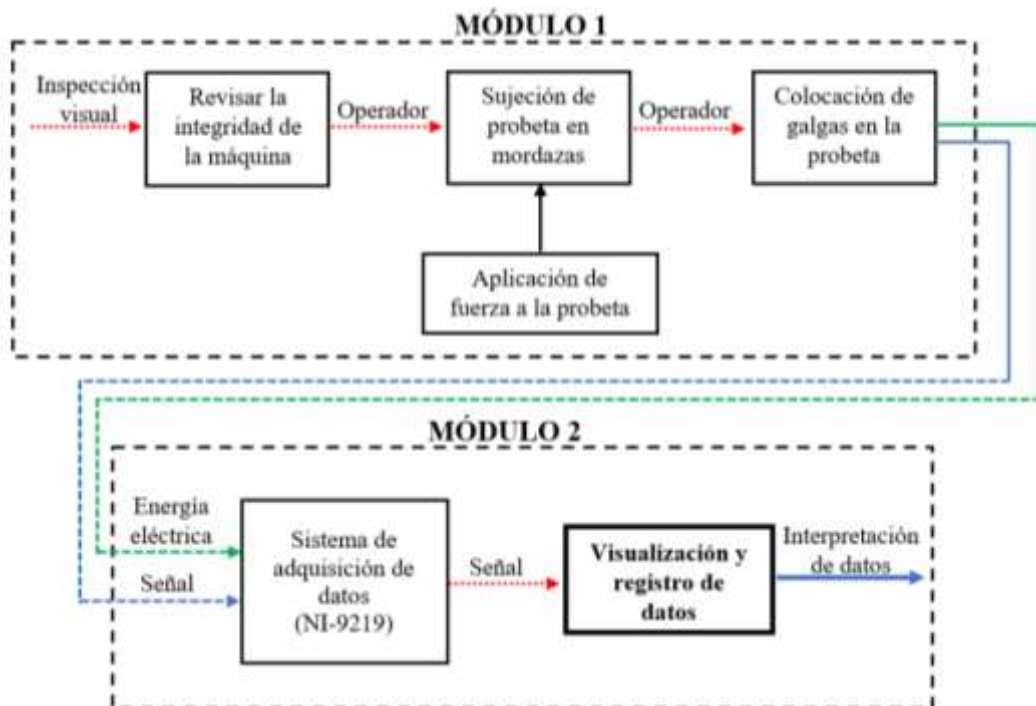 MÓDULO 1
Inspección
visual
Revisar la
integridad de
la máquina
Operador
Sujeción de
probeta en
mordazas
Operador
Colocación de
galgas en la
probeta
Aplicación de
fuerza a la probeta
MÓDULO 2
Energía
eléctrica
Señal
Sistema de
adquisición de
datos
(NI-9219)
Señal
Visualización y
registro de
datos
Interpretación
de datos